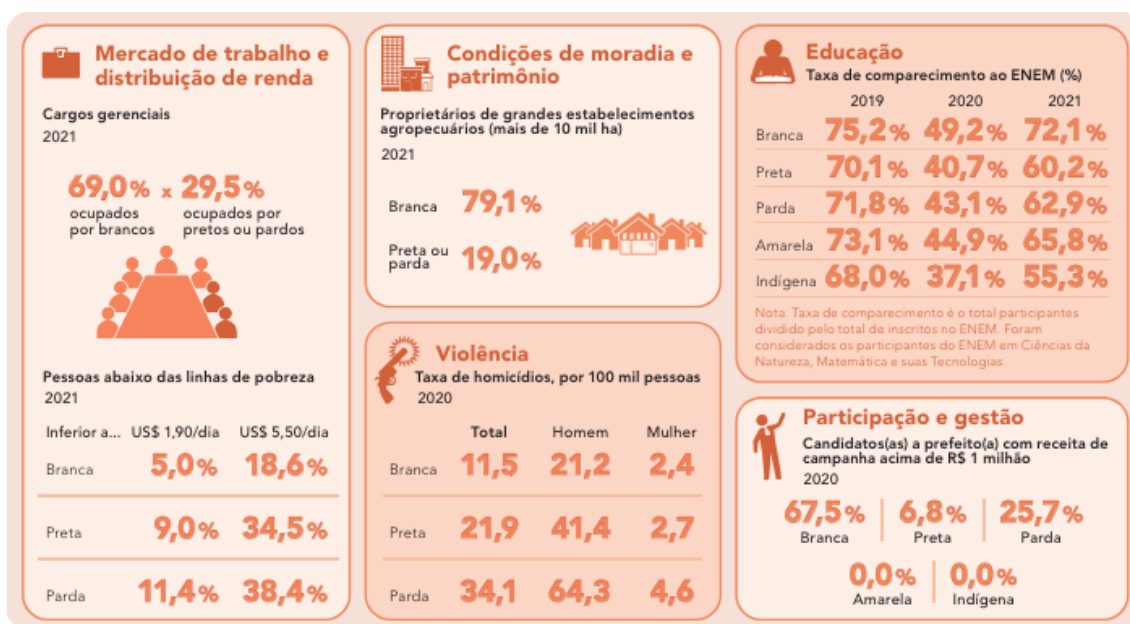 Mercado de trabalho e
distribuição de renda
Cargos gerenciais
2021
69,0% x 29,5%
ocupados por brancos ocupados por pretos ou pardos
Pessoas abaixo das linhas de pobreza
2021
Inferior a... US$ 1,90/dia US$ 5,50/dia
Branca 5,0% 18,6%
Preta 9,0% 34,5%
Parda 11,4% 38,4%
Condições de moradia e
patrimônio
Proprietários de grandes estabelecimentos
agropecuários (mais de 10 mil ha)
2021
Branca 79,1%
Preta ou
parda 19,0%
Violência
Taxa de homicídios, por 100 mil pessoas
2020
Total Homem Mulher
Branca 11,5 21,2 2,4
Preta 21,9 41,4 2,7
Parda 34,1 64,3 4,6
Educação
Taxa de comparecimento ao ENEM (%)
2019 2020 2021
Branca 75,2% 49,2% 72,1%
Preta 70,1% 40,7% 60,2%
Parda 71,8% 43,1% 62,9%
Amarela 73,1% 44,9% 65,8%
Indígena 68,0% 37,1% 55,3%
Nota: Taxa de comparecimento é o total participantes
dividido pelo total de inscritos no ENEM. Foram
considerados os participantes do ENEM em Ciências da
Natureza, Matemática e suas Tecnologias.
Participação e gestão
Candidatos(as) a prefeito(a) com receita de
campanha acima de R$ 1 milhão
2020
67,5% 6,8% 25,7%
Branca Preta Parda
0,0% 0,0%
Amarela Indígena